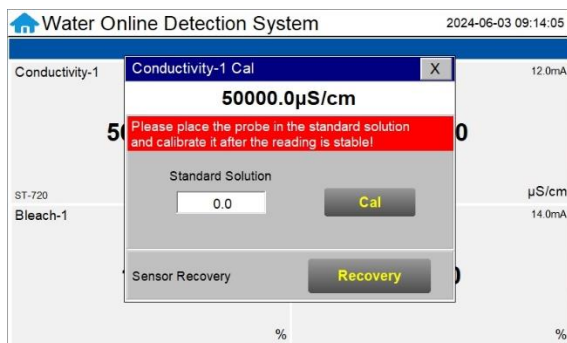 Water Online Detection System
2024-06-03 09:14:05
Conductivity-1
Conductivity-1 Cal
X
12.0mA
50000.0µS/cm
Please place the probe in the standard solution
and calibrate it after the reading is stable!
Standard Solution
0.0
Cal
ST-720
µS/cm
Bleach-1
14.0mA
Sensor Recovery
Recovery
%
%